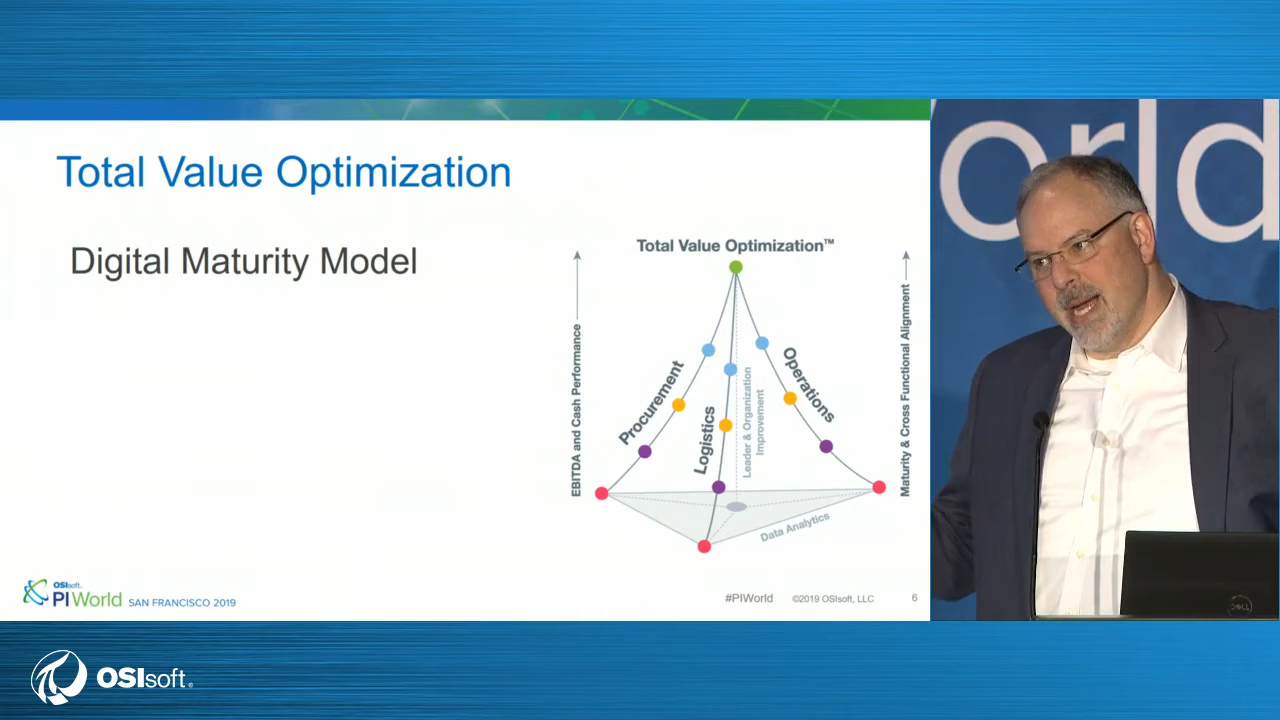 Total Value Optimization
Digital Maturity Model
Total Value Optimization™
EBITDA and Cash Performance
Procurement
Logistics
Leader & Organization
Improvement
Operations
Maturity & Cross Functional Alignment
Data Analytics
OSIsoft.
PI World SAN FRANCISCO 2019
#PIWorld ©2019 OSIsoft, LLC 6
orld
DELL
OSIsoft.